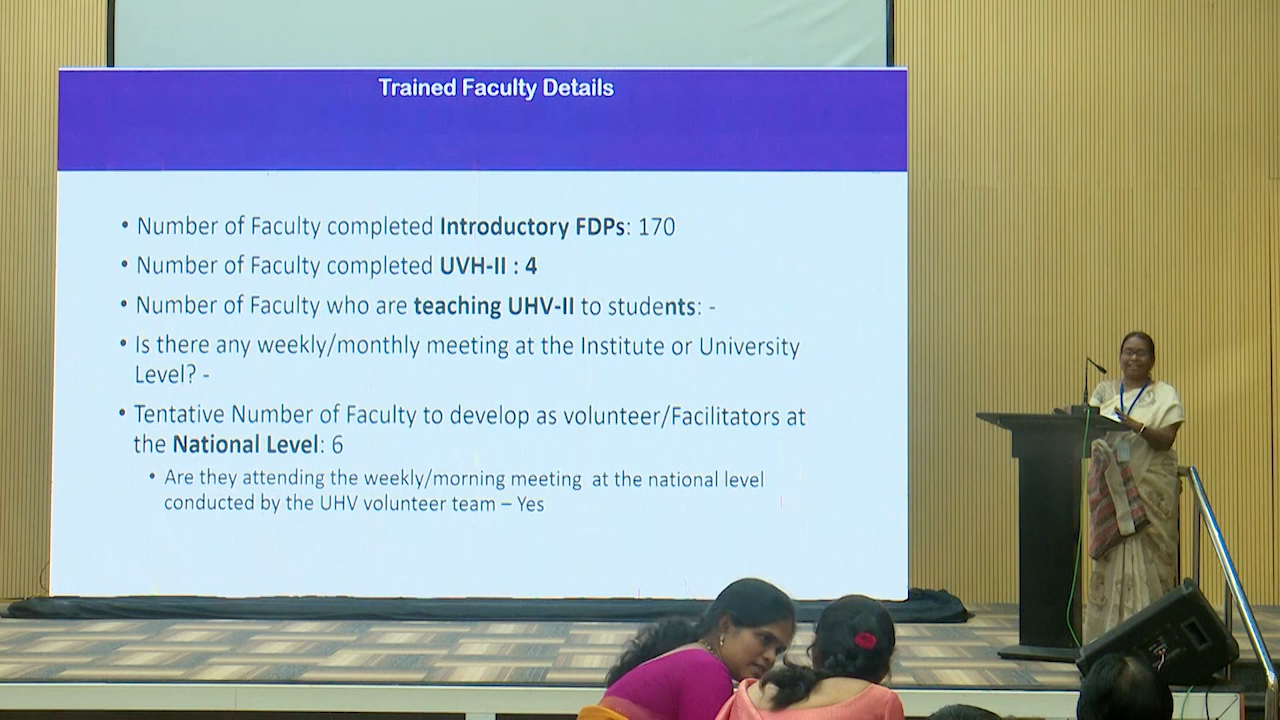 Trained Faculty Details
• Number of Faculty completed Introductory FDPs: 170
• Number of Faculty completed UVH-II : 4
• Number of Faculty who are teaching UHV-II to students: -
• Is there any weekly/monthly meeting at the Institute or University
Level? -
• Tentative Number of Faculty to develop as volunteer/Facilitators at
the National Level: 6
• Are they attending the weekly/morning meeting at the national level
conducted by the UHV volunteer team – Yes